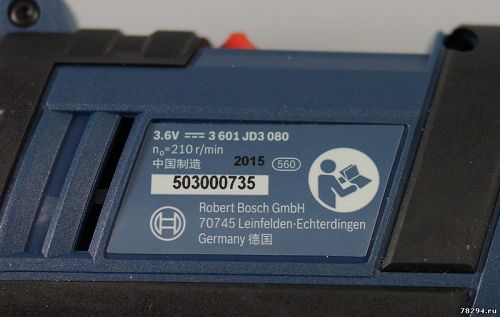 3.6V ⎓ 3 601 JD3 080
n₀=210 r/min
中国制造 2015 560
503000735
Robert Bosch GmbH
70745 Leinfelden-Echterdingen
Germany 德国
78294.ru